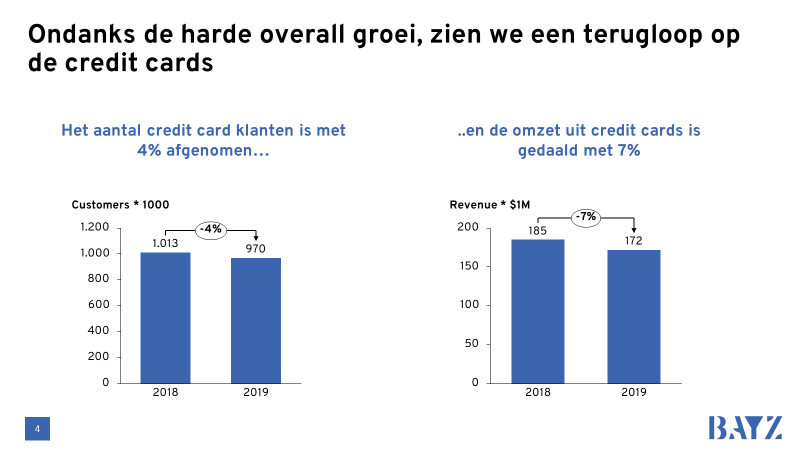 Ondanks de harde overall groei, zien we een terugloop op
de credit cards
Het aantal credit card klanten is met
4% afgenomen...
..en de omzet uit credit cards is
gedaald met 7%
Customers * 1000
1.200
1.000
800
600
400
200
0
1.013
-4%
970
2018
2019
Revenue * $1M
200
150
100
50
0
185
-7%
172
2018
2019
4
BAYZ